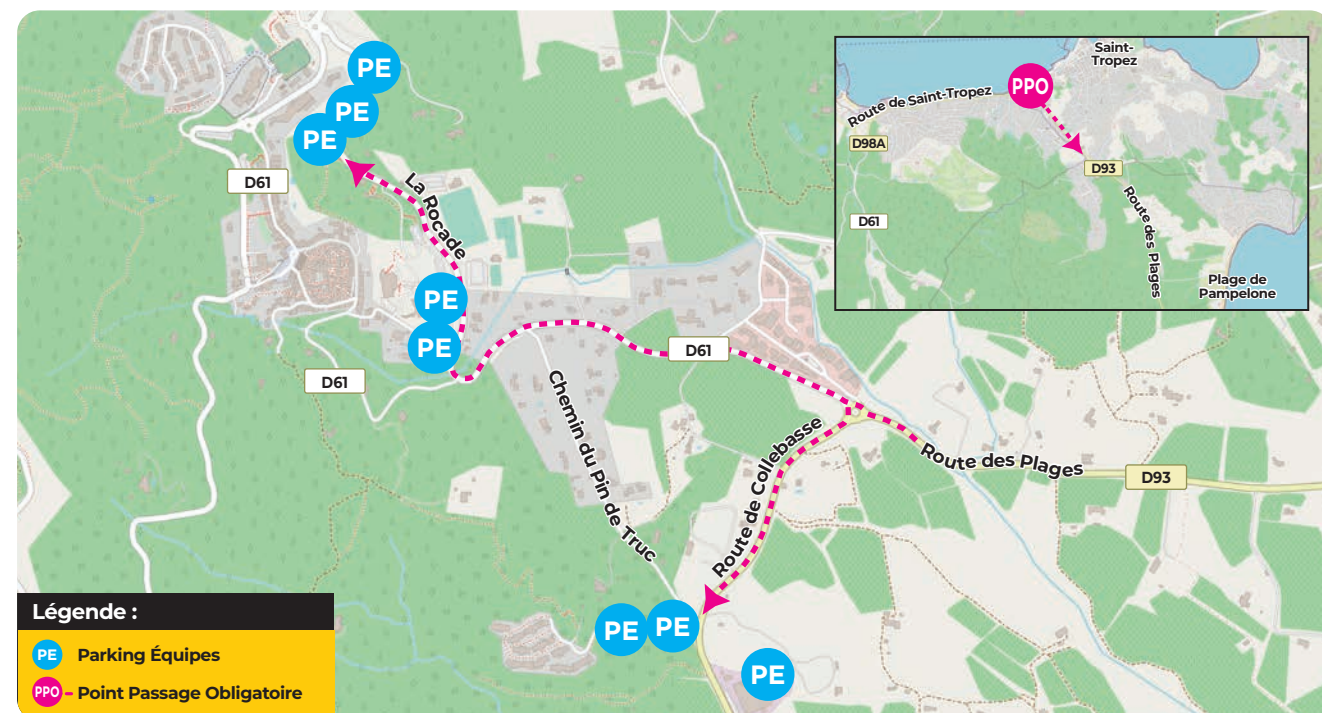 PE
PE
PE
D61
La Rocade
PE
PE
D61
D61
Chemin du Pin de Truc
Route de Collebasse
Route des Plages
D93
PE
PE
PE
Saint-
Tropez
PPO
Route de Saint-Tropez
D98A
D93
D61
Route des Plages
Plage de
Pampelone
Légende :
PE Parking Équipes
PPO Point Passage Obligatoire